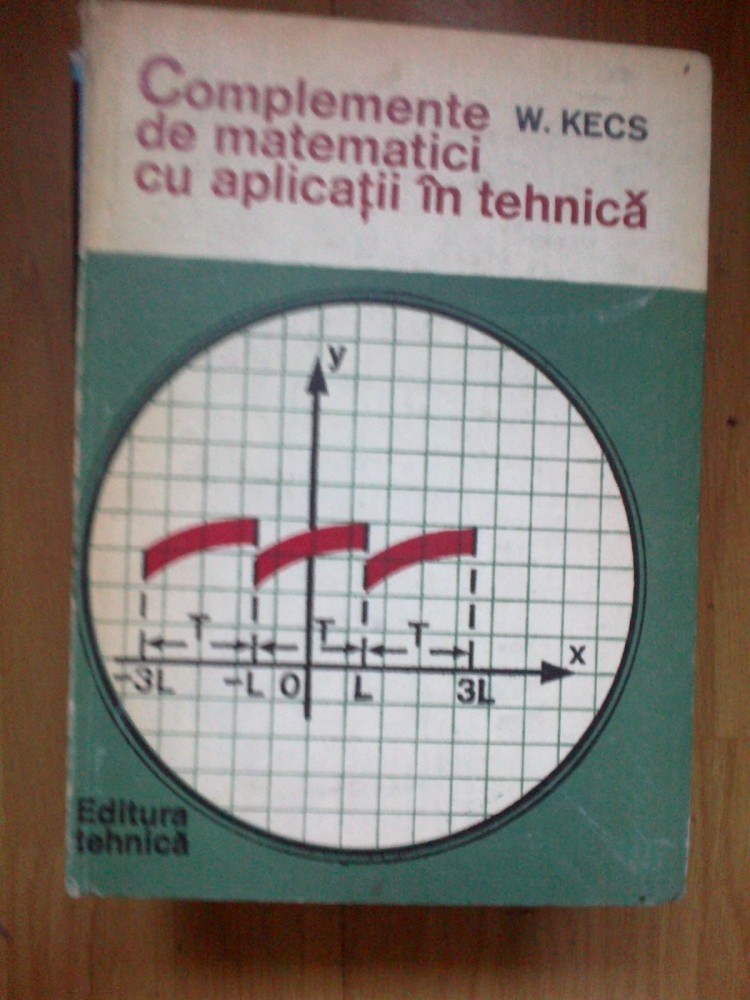 Complemente
de matematici
cu aplicații în tehnică
W. KECS
y
T T T
x
-3L -L O L 3L
Editura
tehnică